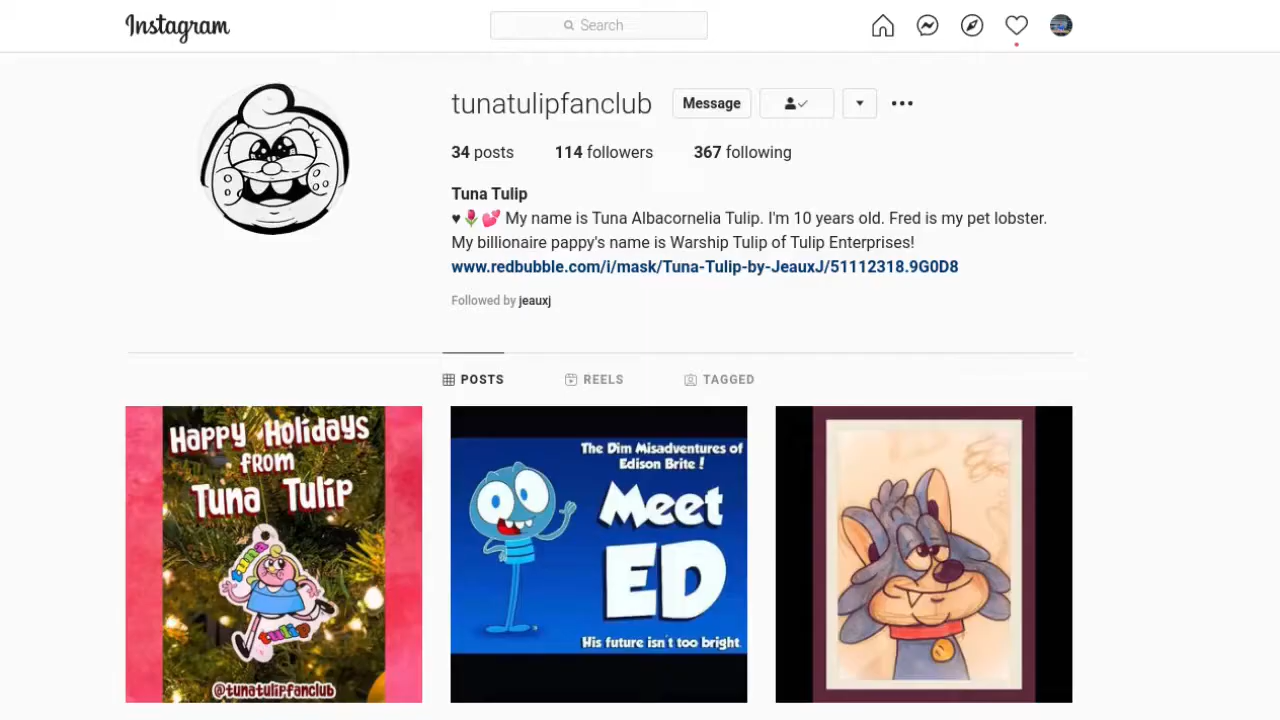 Instagram
Search
tunatulipfanclub
Message
34 posts
114 followers
367 following
Tuna Tulip
♥🌷💕 My name is Tuna Albacornelia Tulip. I'm 10 years old. Fred is my pet lobster.
My billionaire pappy's name is Warship Tulip of Tulip Enterprises!
www.redbubble.com/i/mask/Tuna-Tulip-by-JeauxJ/51112318.9G0D8
Followed by jeauxj
POSTS
REELS
TAGGED
Happy Holidays
from
Tuna Tulip
tuna
tulip
@tunatulipfanclub
The Dim Misadventures of
Edison Brite!
Meet
ED
His future isn't too bright.